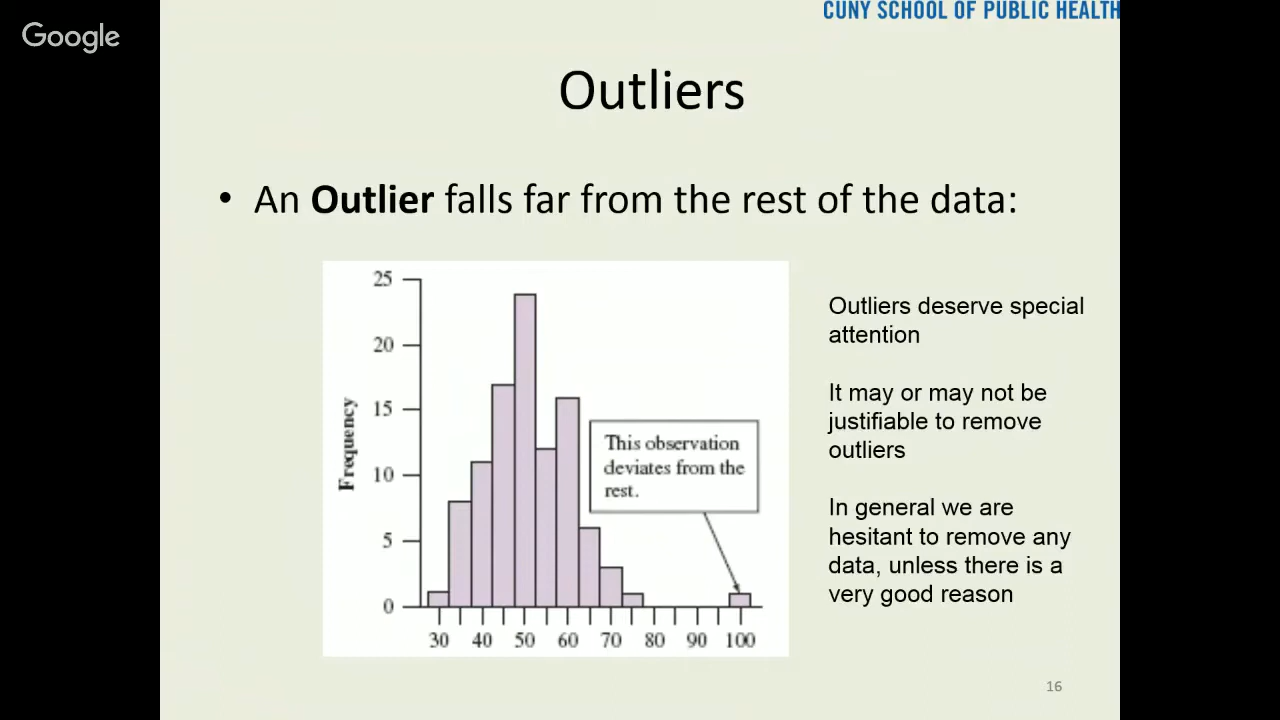 CUNY SCHOOL OF PUBLIC HEALTH
Google
Outliers
• An Outlier falls far from the rest of the data:
25
20
15
10
5
0
Frequency
This observation
deviates from the
rest.
30 40 50 60 70 80 90 100
Outliers deserve special
attention
It may or may not be
justifiable to remove
outliers
In general we are
hesitant to remove any
data, unless there is a
very good reason
16